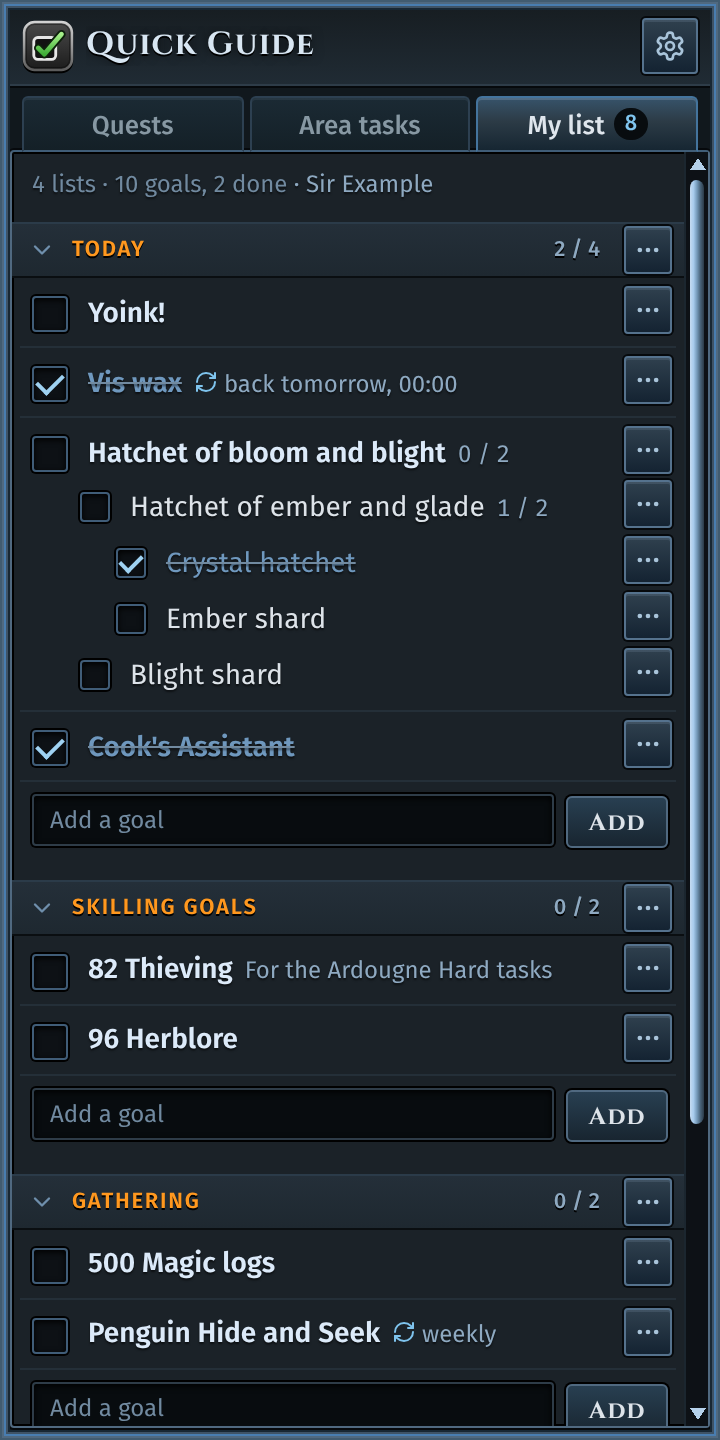 Quick Guide
Quests
Area tasks
My list 8
4 lists · 10 goals, 2 done · Sir Example
TODAY 2 / 4
Yoink!
Vis wax back tomorrow, 00:00
Hatchet of bloom and blight 0 / 2
Hatchet of ember and glade 1 / 2
Crystal hatchet
Ember shard
Blight shard
Cook's Assistant
Add a goal ADD
SKILLING GOALS 0 / 2
82 Thieving For the Ardougne Hard tasks
96 Herblore
Add a goal ADD
GATHERING 0 / 2
500 Magic logs
Penguin Hide and Seek weekly
Add a goal ADD